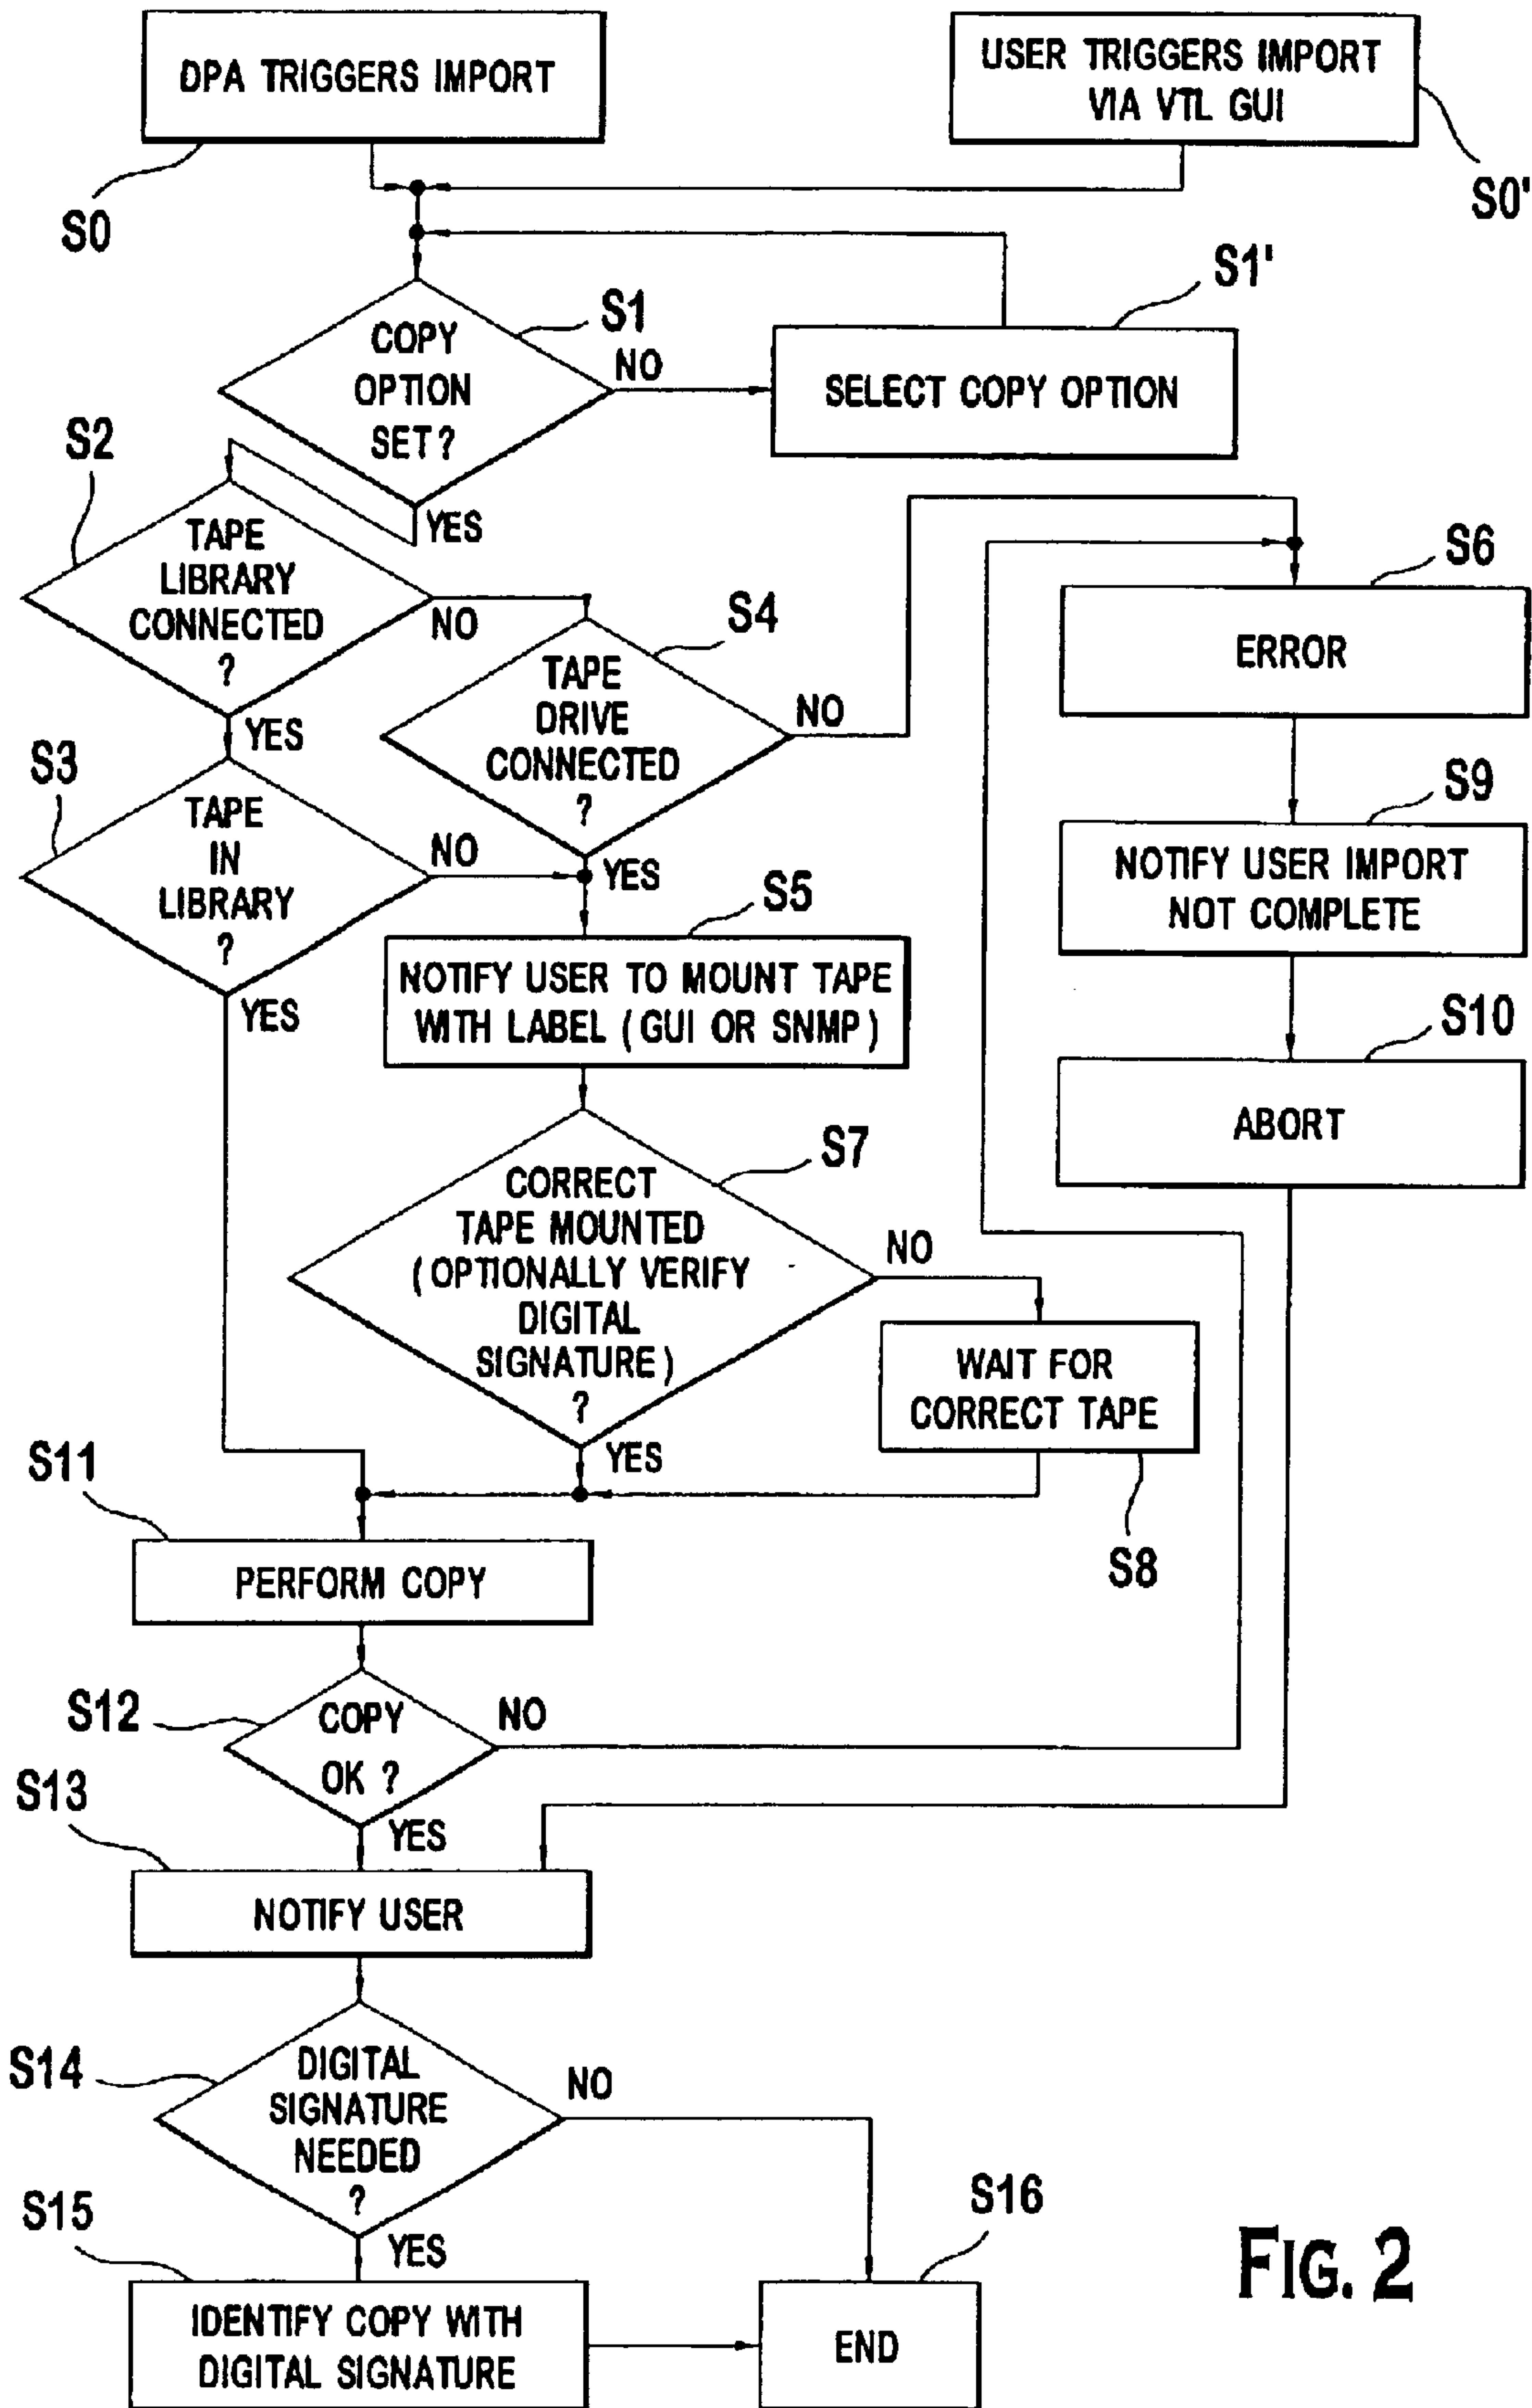 DPA TRIGGERS IMPORT
USER TRIGGERS IMPORT
VIA VTL GUI
S0
S0'
S1
S1'
COPY
OPTION
SET?
NO
SELECT COPY OPTION
YES
S2
TAPE
LIBRARY
CONNECTED
?
NO
YES
S4
TAPE
DRIVE
CONNECTED
?
NO
YES
S6
ERROR
S3
TAPE
IN
LIBRARY
?
NO
YES
S9
NOTIFY USER IMPORT
NOT COMPLETE
S5
NOTIFY USER TO MOUNT TAPE
WITH LABEL (GUI OR SNMP)
S10
ABORT
S7
CORRECT
TAPE MOUNTED
(OPTIONALLY VERIFY
DIGITAL
SIGNATURE)
?
NO
YES
WAIT FOR
CORRECT TAPE
S8
S11
PERFORM COPY
S12
COPY
OK ?
NO
YES
S13
NOTIFY USER
S14
DIGITAL
SIGNATURE
NEEDED
?
NO
YES
S15
IDENTIFY COPY WITH
DIGITAL SIGNATURE
S16
END
FIG. 2